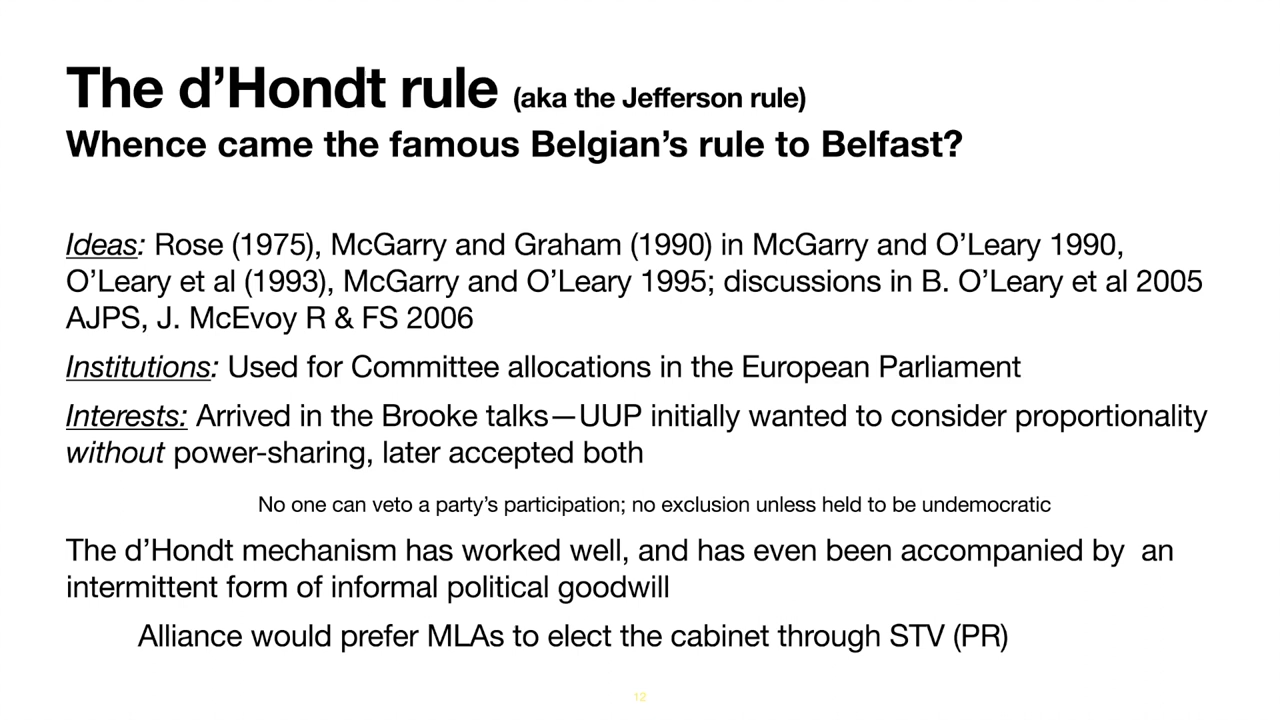 The d’Hondt rule (aka the Jefferson rule)
Whence came the famous Belgian’s rule to Belfast?
Ideas: Rose (1975), McGarry and Graham (1990) in McGarry and O’Leary 1990,
O’Leary et al (1993), McGarry and O’Leary 1995; discussions in B. O’Leary et al 2005
AJPS, J. McEvoy R & FS 2006
Institutions: Used for Committee allocations in the European Parliament
Interests: Arrived in the Brooke talks—UUP initially wanted to consider proportionality
without power-sharing, later accepted both
No one can veto a party’s participation; no exclusion unless held to be undemocratic
The d’Hondt mechanism has worked well, and has even been accompanied by  an
intermittent form of informal political goodwill
Alliance would prefer MLAs to elect the cabinet through STV (PR)
12